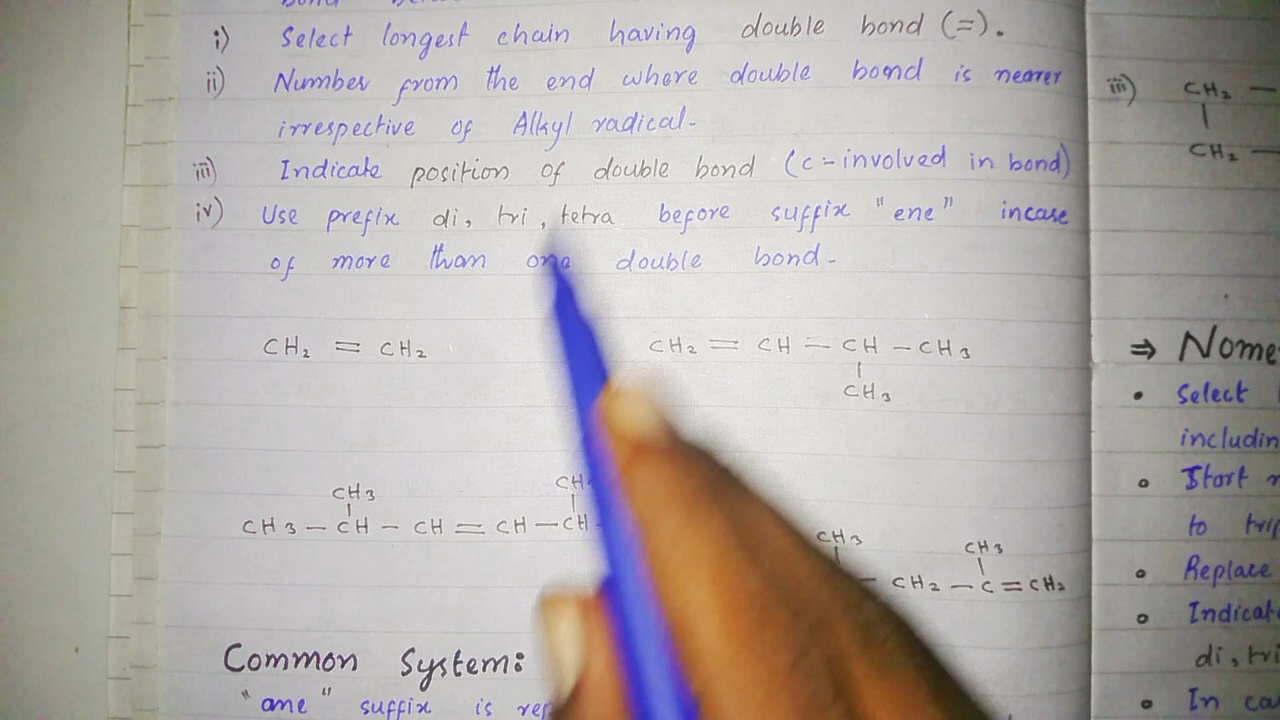 i) Select longest chain having double bond (=).
ii) Number from the end where double bond is nearer
irrespective of Alkyl radical.
iii) Indicate position of double bond (c - involved in bond)
iv) Use prefix di, tri, tetra before suffix "ene" incase
of more than one double bond.
CH₂ = CH₂
CH₂ = CH - CH - CH₃
|
CH₃
CH₃ CH
| |
CH₃ - CH - CH = CH - CH
CH₃ CH₃
|
- CH₂ - C = CH₂
Common System:
"ane" suffix is rep
iii) CH₂ -
|
CH₂ -
⇒ Nome
• Select
includin
Start
to trip
Replace
Indicat
di, tri
In ca